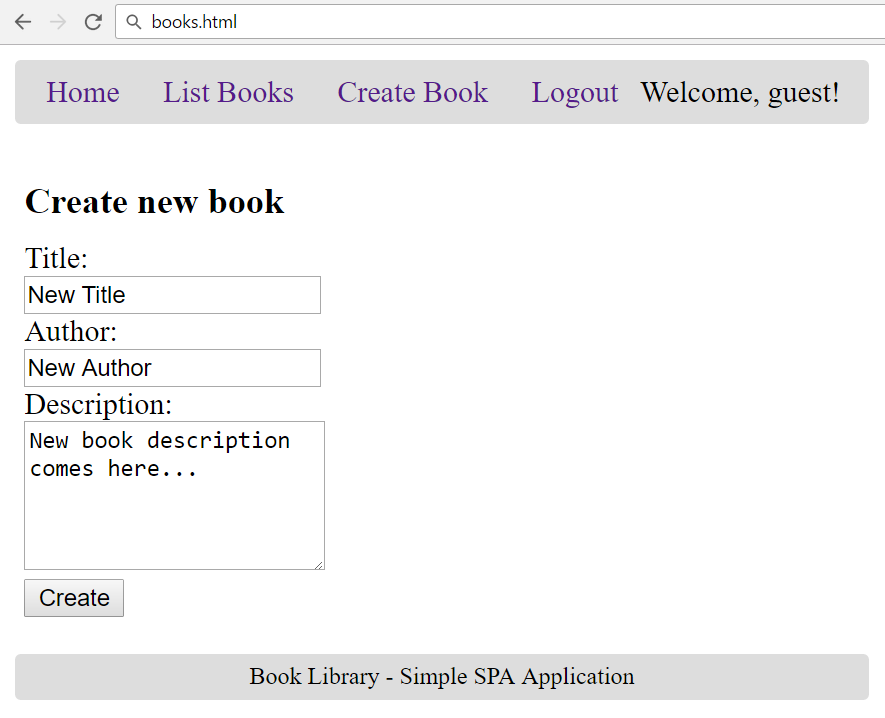 books.html
Home List Books Create Book Logout Welcome, guest!
Create new book
Title:
New Title
Author:
New Author
Description:
New book description
comes here...
Create
Book Library - Simple SPA Application